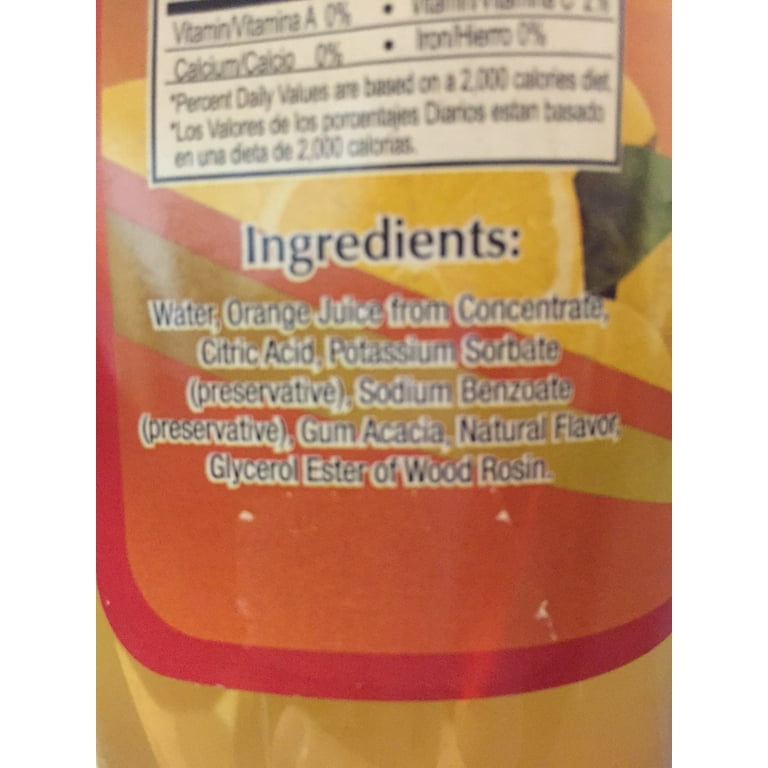 Vitamin/Vitamina A 0% • Vitamin/Vitamina C 2%
Calcium/Calcio 0% • Iron/Hierro 0%
*Percent Daily Values are based on a 2,000 calories diet.
*Los Valores de los porcentajes Diarios estan basado
en una dieta de 2,000 calorias.
Ingredients:
Water, Orange Juice from Concentrate,
Citric Acid, Potassium Sorbate
(preservative), Sodium Benzoate
(preservative), Gum Acacia, Natural Flavor,
Glycerol Ester of Wood Rosin.